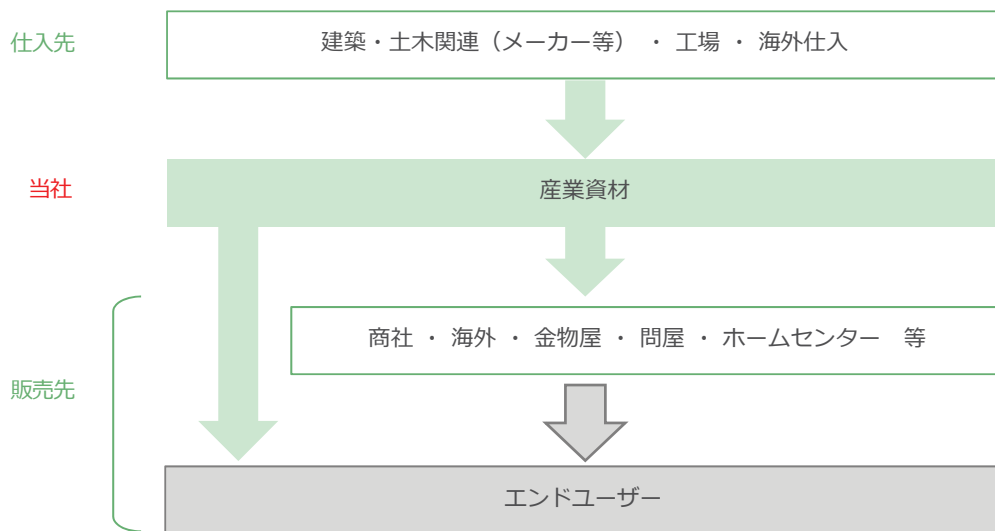 仕入先
建築・土木関連（メーカー等） ・ 工場 ・ 海外仕入
当社
産業資材
商社 ・ 海外 ・ 金物屋 ・ 問屋 ・ ホームセンター　等
販売先
エンドユーザー